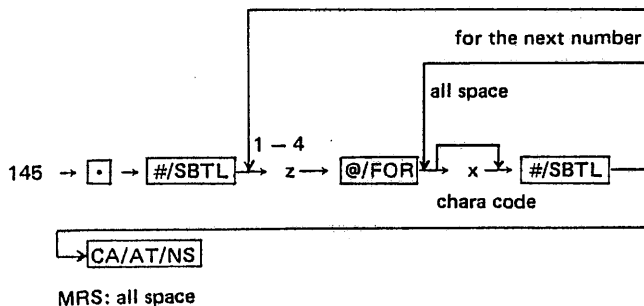 for the next number
all space
1 – 4
145 → [·] → #/SBTL → z → @/FOR → x → #/SBTL
chara code
CA/AT/NS
MRS: all space